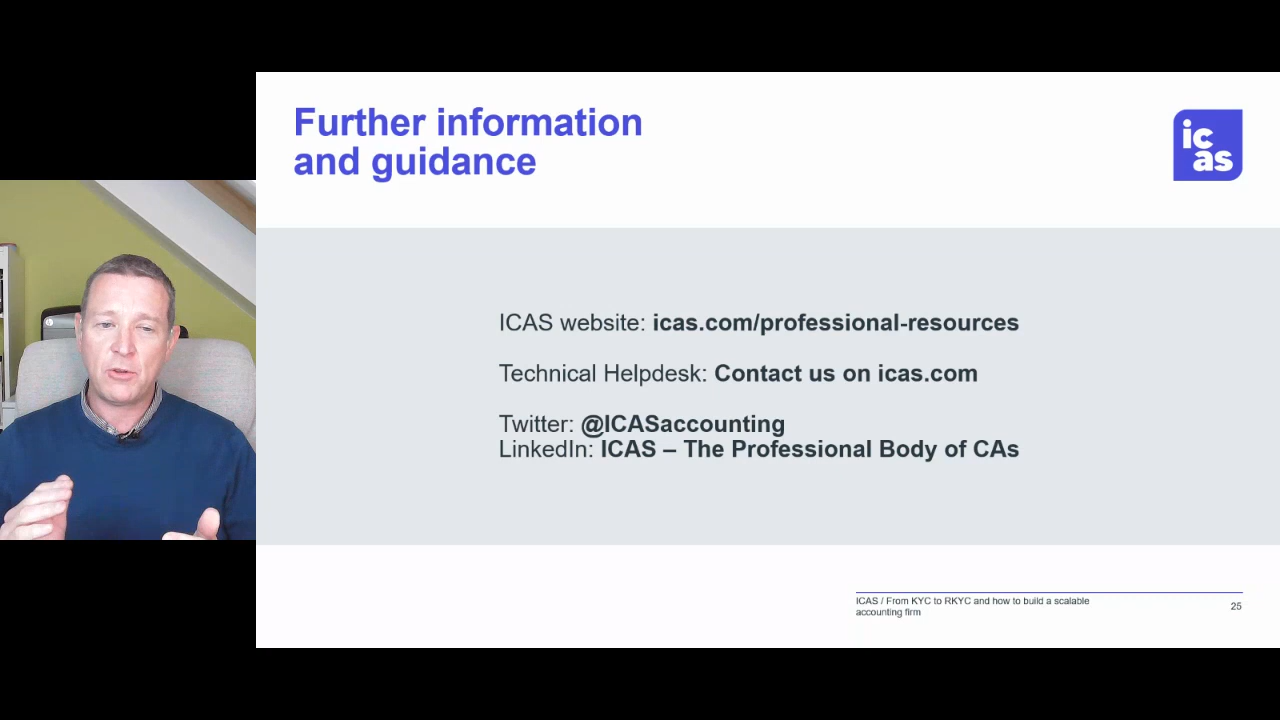 Further information
and guidance
ic
as
ICAS website: icas.com/professional-resources
Technical Helpdesk: Contact us on icas.com
Twitter: @ICASaccounting
LinkedIn: ICAS – The Professional Body of CAs
ICAS / From KYC to RKYC and how to build a scalable
accounting firm
25